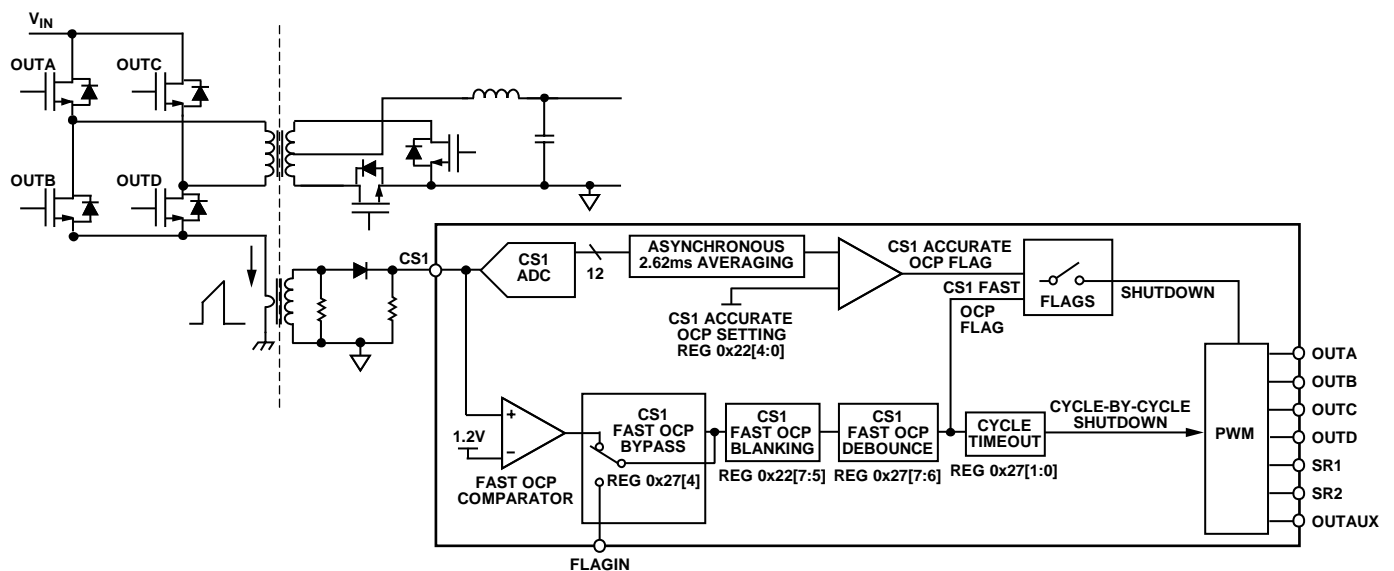 VIN
OUTA
OUTC
OUTB
OUTD
CS1
CS1
ADC
12
ASYNCHRONOUS
2.62ms AVERAGING
CS1 ACCURATE
OCP SETTING
REG 0x22[4:0]
CS1 ACCURATE
OCP FLAG
CS1 FAST
OCP
FLAG
FLAGS
SHUTDOWN
1.2V
+
–
FAST OCP
COMPARATOR
CS1
FAST OCP
BYPASS
REG 0x27[4]
FLAGIN
CS1
FAST OCP
BLANKING
REG 0x22[7:5]
CS1
FAST OCP
DEBOUNCE
REG 0x27[7:6]
CYCLE
TIMEOUT
REG 0x27[1:0]
CYCLE-BY-CYCLE
SHUTDOWN
PWM
OUTA
OUTB
OUTC
OUTD
SR1
SR2
OUTAUX